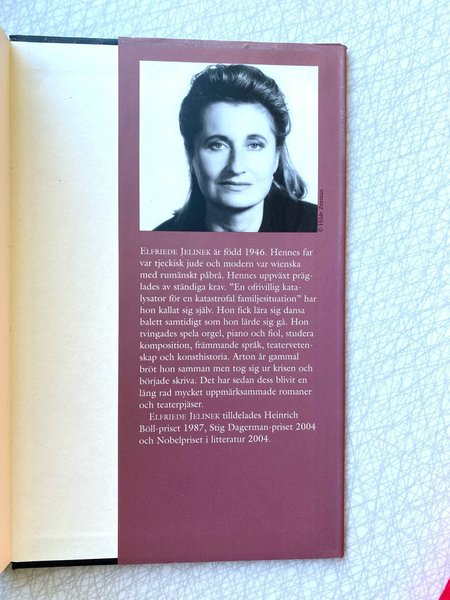 © Hilde Zemann
ELFRIEDE JELINEK är född 1946. Hennes far
var tjeckisk jude och modern var wienska
med rumänskt påbrå. Hennes uppväxt präg-
lades av ständiga krav. ”En ofrivillig kata-
lysator för en katastrofal familjesituation” har
hon kallat sig själv. Hon fick lära sig dansa
balett samtidigt som hon lärde sig gå. Hon
tvingades spela orgel, piano och fiol, studera
komposition, främmande språk, teaterveten-
skap och konsthistoria. Arton år gammal
bröt hon samman men tog sig ur krisen och
började skriva. Det har sedan dess blivit en
lång rad mycket uppmärksammade romaner
och teaterpjäser.
ELFRIEDE JELINEK tilldelades Heinrich
Böll-priset 1987, Stig Dagerman-priset 2004
och Nobelpriset i litteratur 2004.